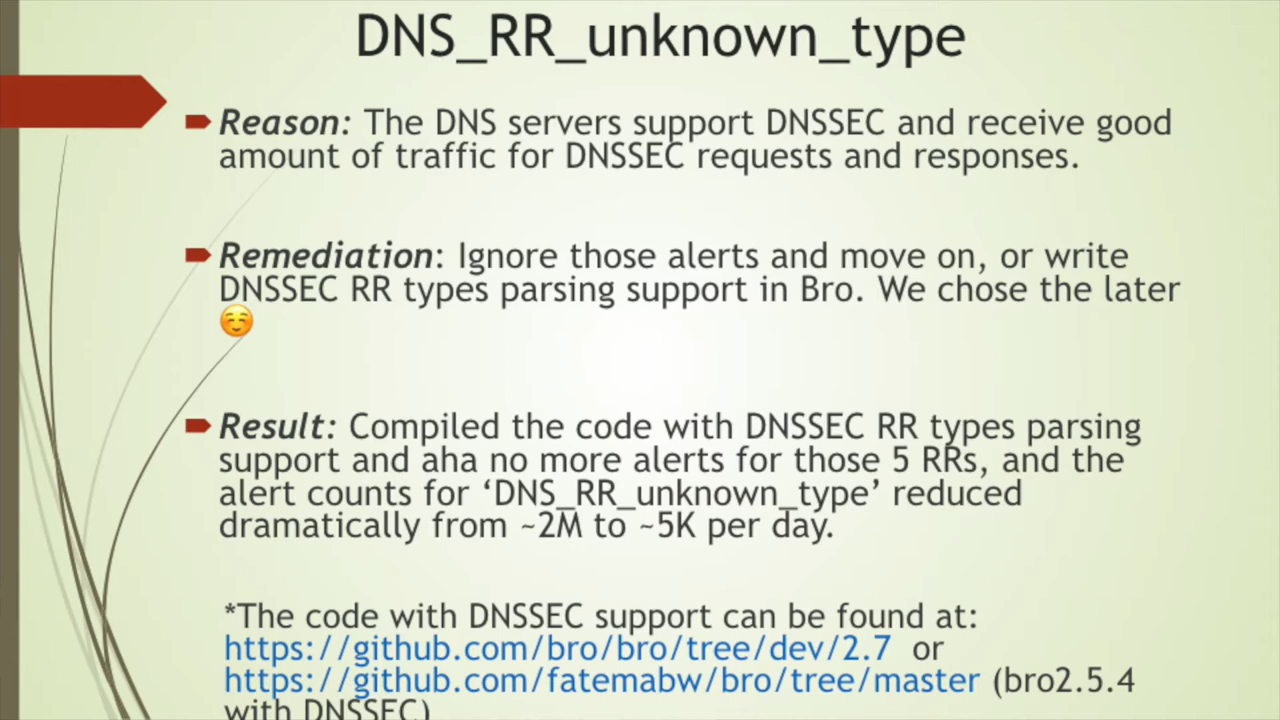 DNS_RR_unknown_type
Reason: The DNS servers support DNSSEC and receive good
amount of traffic for DNSSEC requests and responses.
Remediation: Ignore those alerts and move on, or write
DNSSEC RR types parsing support in Bro. We chose the later
☺️
Result: Compiled the code with DNSSEC RR types parsing
support and aha no more alerts for those 5 RRs, and the
alert counts for ‘DNS_RR_unknown_type’ reduced
dramatically from ~2M to ~5K per day.
*The code with DNSSEC support can be found at:
https://github.com/bro/bro/tree/dev/2.7 or
https://github.com/fatemabw/bro/tree/master (bro2.5.4
with DNSSEC)